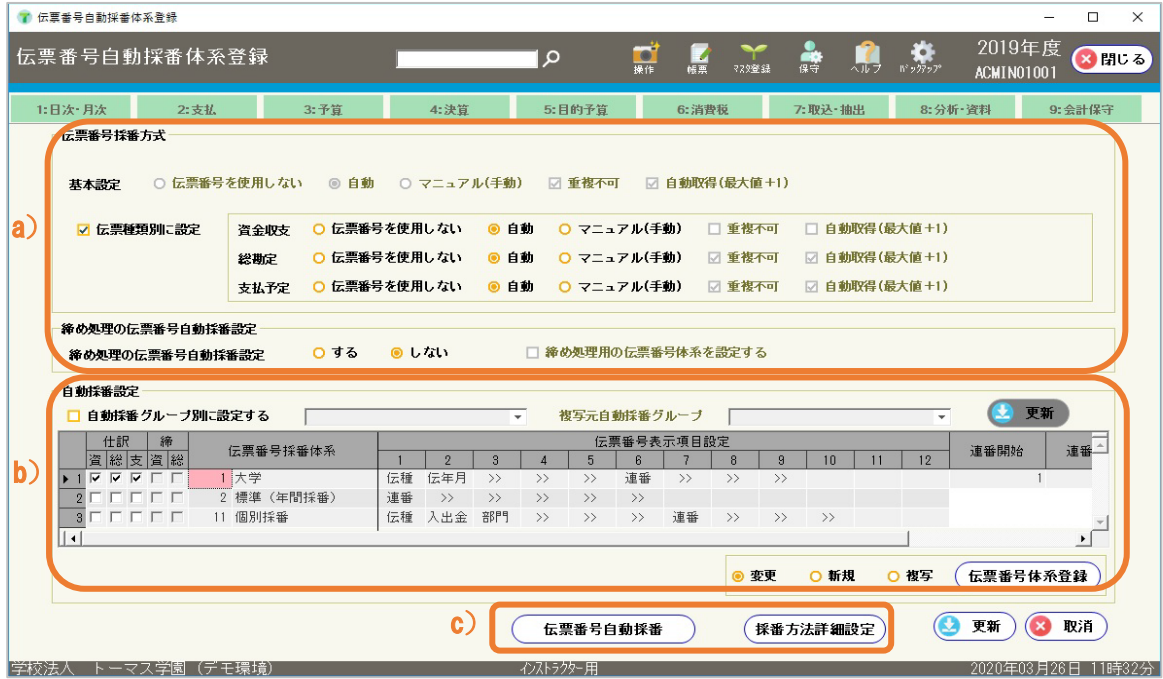 伝票番号自動採番体系登録
伝票番号自動採番体系登録
操作 帳票 ﾏｽﾀ登録 保守 ヘルプ ﾊﾞｯｸｱｯﾌﾟ
2019年度
ACMIN01001
閉じる
1:日次・月次 2:支払 3:予算 4:決算 5:目的予算 6:消費税 7:取込・抽出 8:分析・資料 9:会計保守
伝票番号採番方式
基本設定 伝票番号を使用しない 自動 マニュアル(手動) 重複不可 自動取得(最大値+1)
a)
伝票種類別に設定 資金収支 伝票番号を使用しない 自動 マニュアル(手動) 重複不可 自動取得(最大値+1)
総勘定 伝票番号を使用しない 自動 マニュアル(手動) 重複不可 自動取得(最大値+1)
支払予定 伝票番号を使用しない 自動 マニュアル(手動) 重複不可 自動取得(最大値+1)
締め処理の伝票番号自動採番設定
締め処理の伝票番号自動採番設定 する しない 締め処理用の伝票番号体系を設定する
自動採番設定
自動採番グループ別に設定する 複写元自動採番グループ 更新
b)
仕訳 締 伝票番号採番体系 伝票番号表示項目設定 連番開始 連番
資 総 支 資 総 1 2 3 4 5 6 7 8 9 10 11 12
1 1 大学 伝種 伝年月 >> >> >> 連番 >> >> >> 1
2 2 標準（年間採番） 連番 >> >> >> >> >>
3 11 個別採番 伝種 入出金 部門 >> >> >> 連番 >> >> >>
変更 新規 複写 伝票番号体系登録
c)
伝票番号自動採番 採番方法詳細設定 更新 取消
学校法人 トーマス学園（デモ環境） ｲﾝｽﾄﾗｸﾀｰ用 2020年03月26日 11時32分